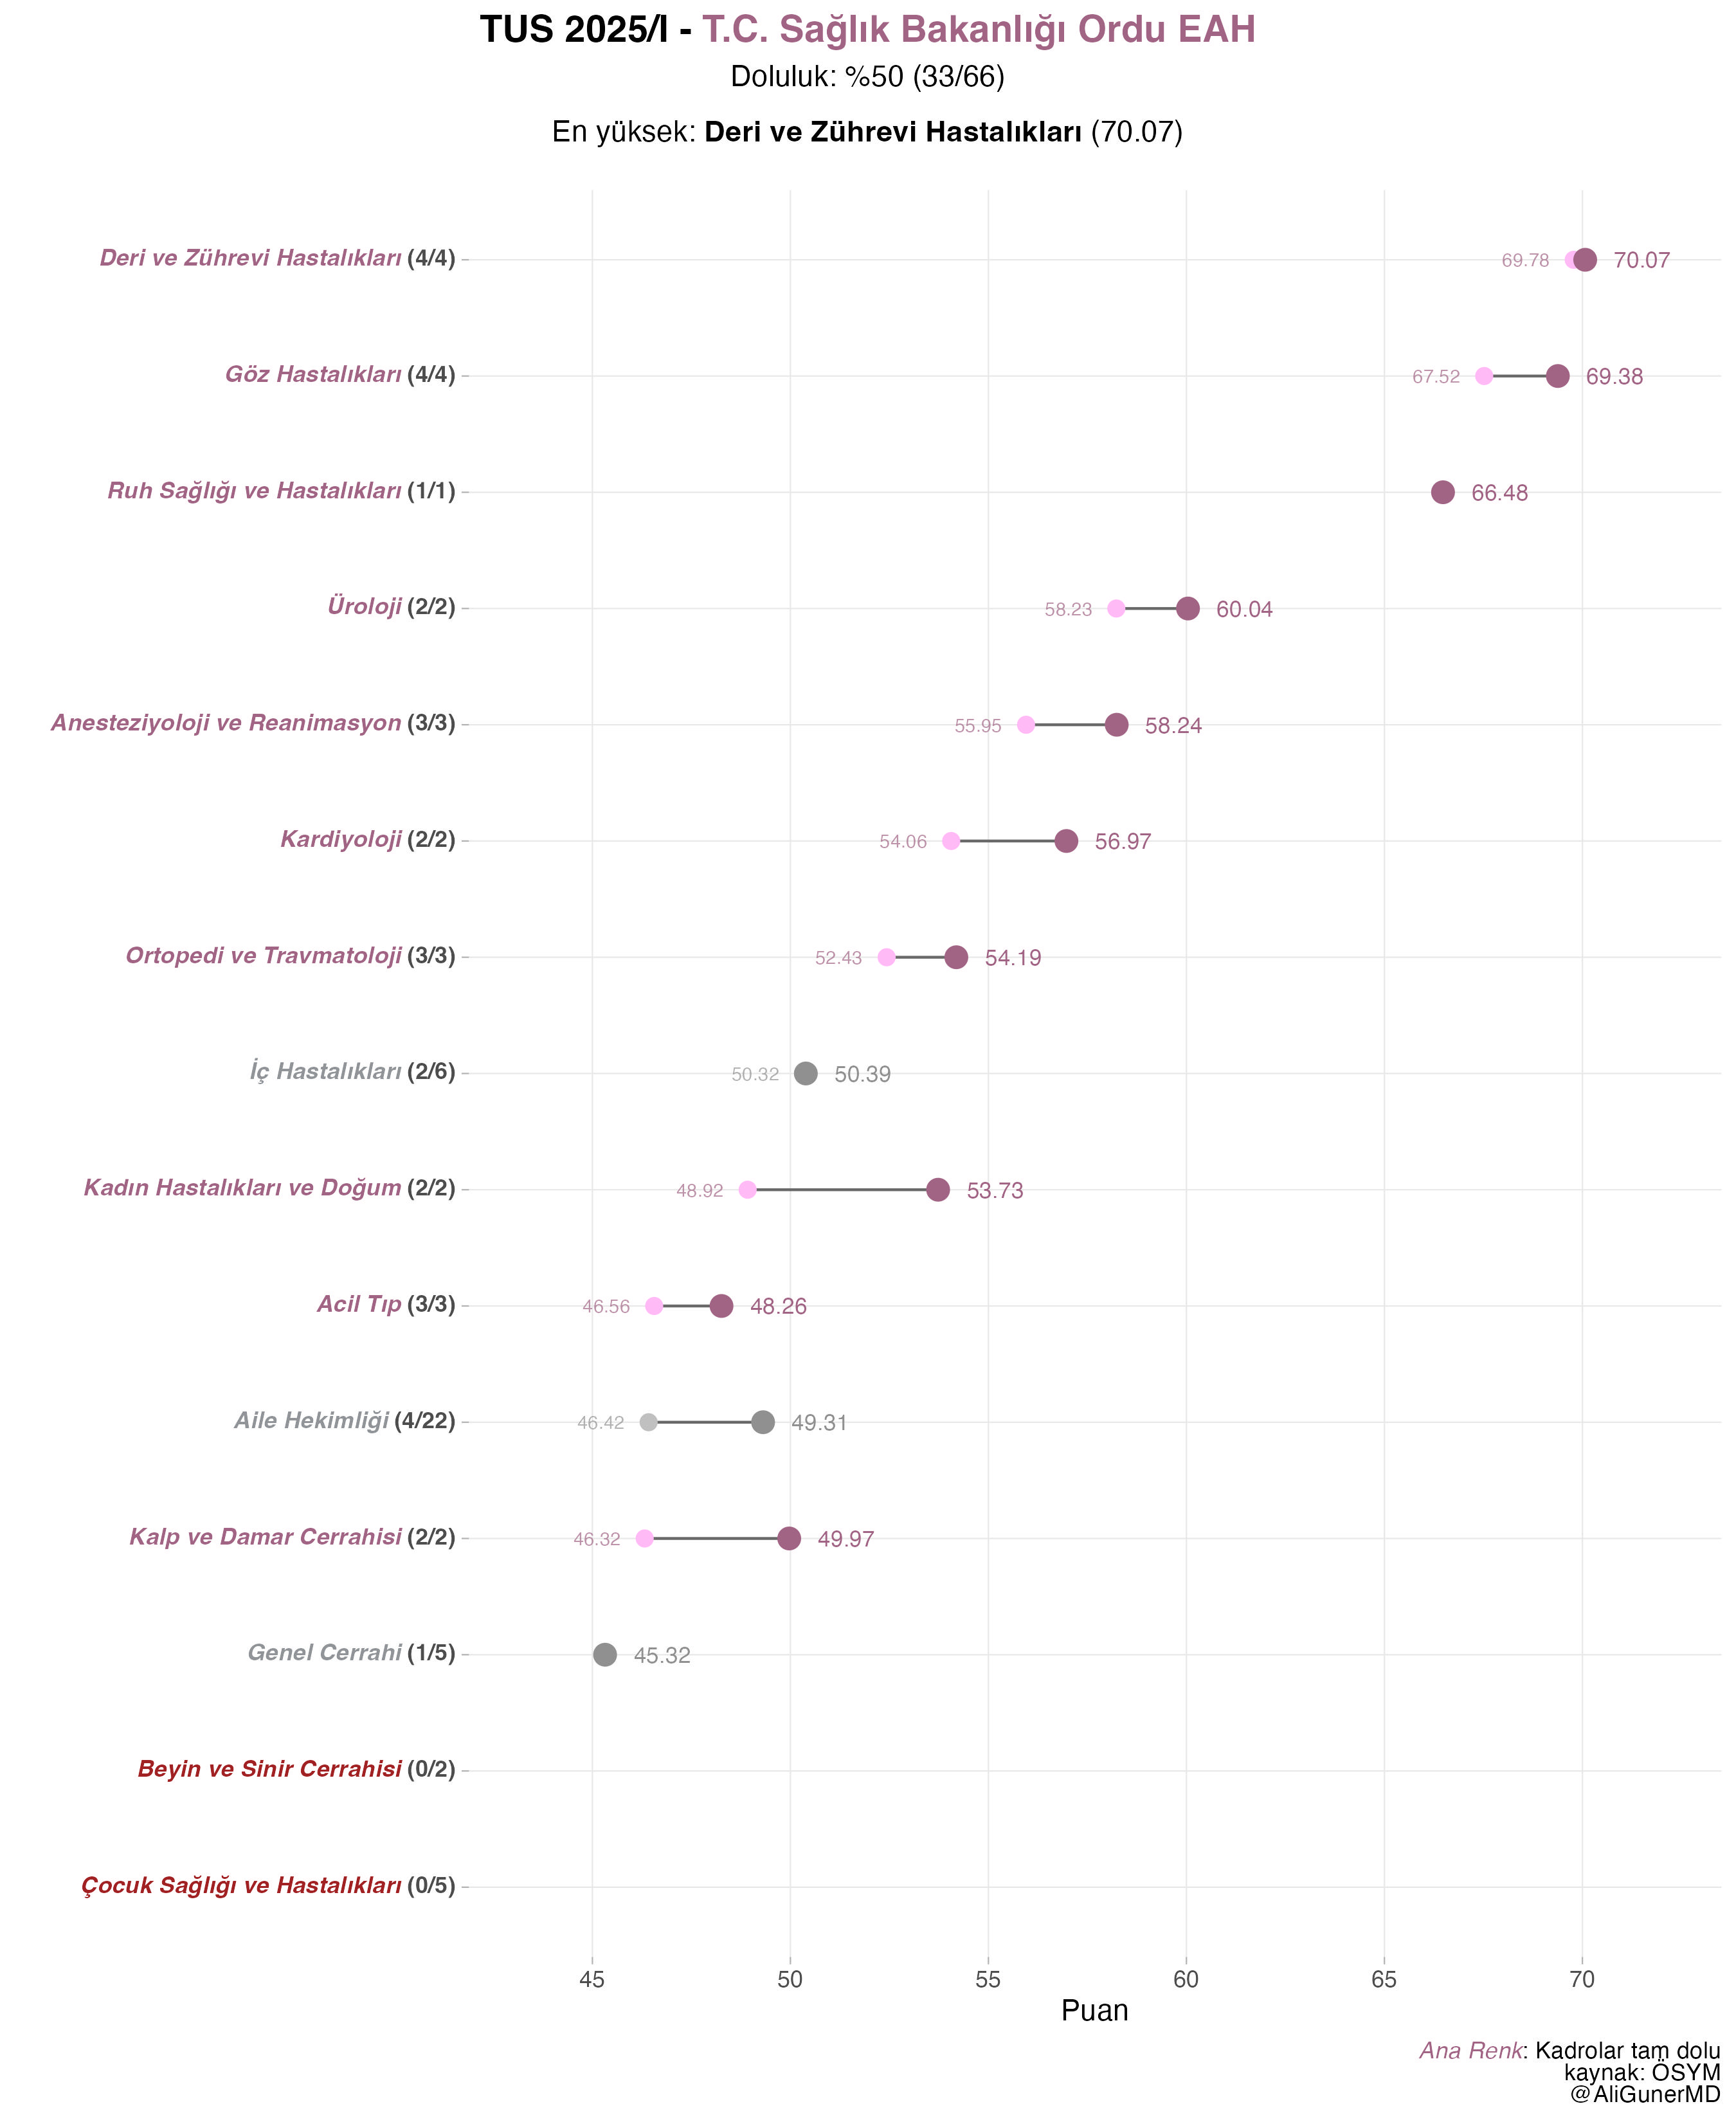 TUS 2025/I - T.C. Sağlık Bakanlığı Ordu EAH
Doluluk: %50 (33/66)
En yüksek: Deri ve Zührevi Hastalıkları (70.07)
Deri ve Zührevi Hastalıkları (4/4) 69.78 70.07
Göz Hastalıkları (4/4) 67.52 69.38
Ruh Sağlığı ve Hastalıkları (1/1) 66.48
Üroloji (2/2) 58.23 60.04
Anesteziyoloji ve Reanimasyon (3/3) 55.95 58.24
Kardiyoloji (2/2) 54.06 56.97
Ortopedi ve Travmatoloji (3/3) 52.43 54.19
İç Hastalıkları (2/6) 50.32 50.39
Kadın Hastalıkları ve Doğum (2/2) 48.92 53.73
Acil Tıp (3/3) 46.56 48.26
Aile Hekimliği (4/22) 46.42 49.31
Kalp ve Damar Cerrahisi (2/2) 46.32 49.97
Genel Cerrahi (1/5) 45.32
Beyin ve Sinir Cerrahisi (0/2)
Çocuk Sağlığı ve Hastalıkları (0/5)
45 50 55 60 65 70
Puan
Ana Renk: Kadrolar tam dolu
kaynak: ÖSYM
@AliGunerMD